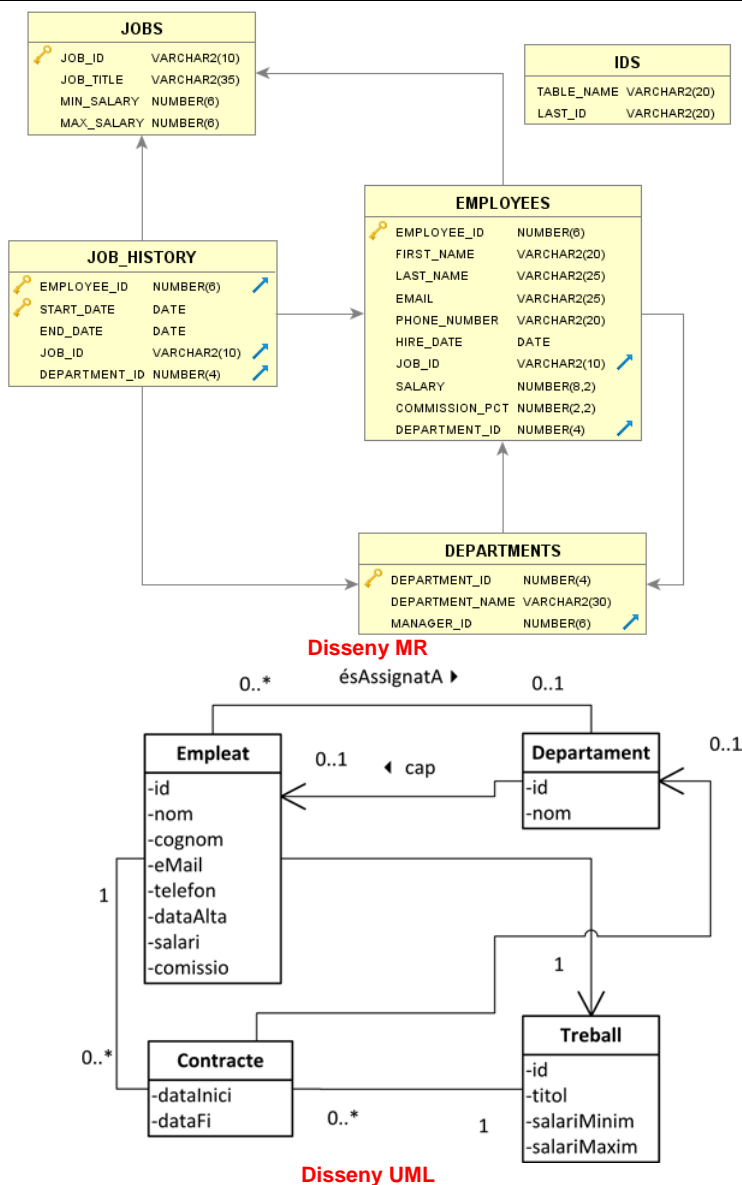 JOBS
JOB_ID VARCHAR2(10)
JOB_TITLE VARCHAR2(35)
MIN_SALARY NUMBER(6)
MAX_SALARY NUMBER(6)
IDS
TABLE_NAME VARCHAR2(20)
LAST_ID VARCHAR2(20)
EMPLOYEES
EMPLOYEE_ID NUMBER(6)
FIRST_NAME VARCHAR2(20)
LAST_NAME VARCHAR2(25)
EMAIL VARCHAR2(25)
PHONE_NUMBER VARCHAR2(20)
HIRE_DATE DATE
JOB_ID VARCHAR2(10)
SALARY NUMBER(8,2)
COMMISSION_PCT NUMBER(2,2)
DEPARTMENT_ID NUMBER(4)
JOB_HISTORY
EMPLOYEE_ID NUMBER(6)
START_DATE DATE
END_DATE DATE
JOB_ID VARCHAR2(10)
DEPARTMENT_ID NUMBER(4)
DEPARTMENTS
DEPARTMENT_ID NUMBER(4)
DEPARTMENT_NAME VARCHAR2(30)
MANAGER_ID NUMBER(6)
Disseny MR
0..* ésAssignatA 0..1
Empleat
-id
-nom
-cognom
-eMail
-telefon
-dataAlta
-salari
-comissio
0..1 cap
Departament
-id
-nom
0..1
1
1
0..*
Contracte
-dataInici
-dataFi
0..*
1
Treball
-id
-titol
-salariMinim
-salariMaxim
Disseny UML